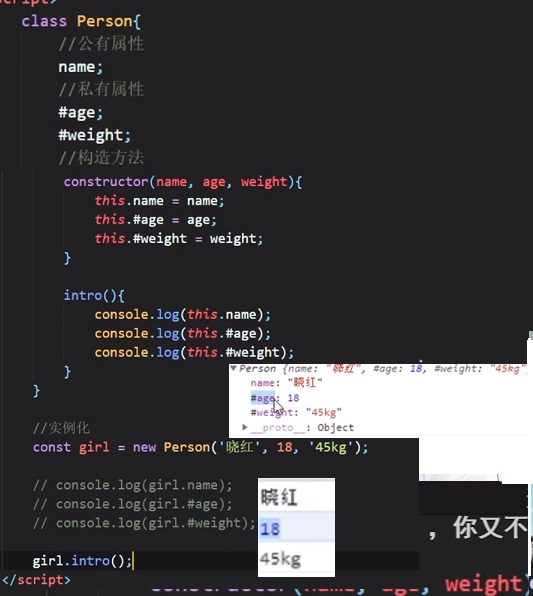 class Person{
//公有属性
name;
//私有属性
#age;
#weight;
//构造方法
constructor(name, age, weight){
this.name = name;
this.#age = age;
this.#weight = weight;
}
intro(){
console.log(this.name);
console.log(this.#age);
console.log(this.#weight);
}
}
▼Person {name: "晓红", #age: 18, #weight: "45kg"
name: "晓红"
#age: 18
#weight: "45kg"
▶__proto__: Object
//实例化
const girl = new Person('晓红', 18, '45kg');
// console.log(girl.name);
// console.log(girl.#age);
// console.log(girl.#weight);
晓红
18
45kg
，你又不
girl.intro();
</script>
constructor(name, age, weight)